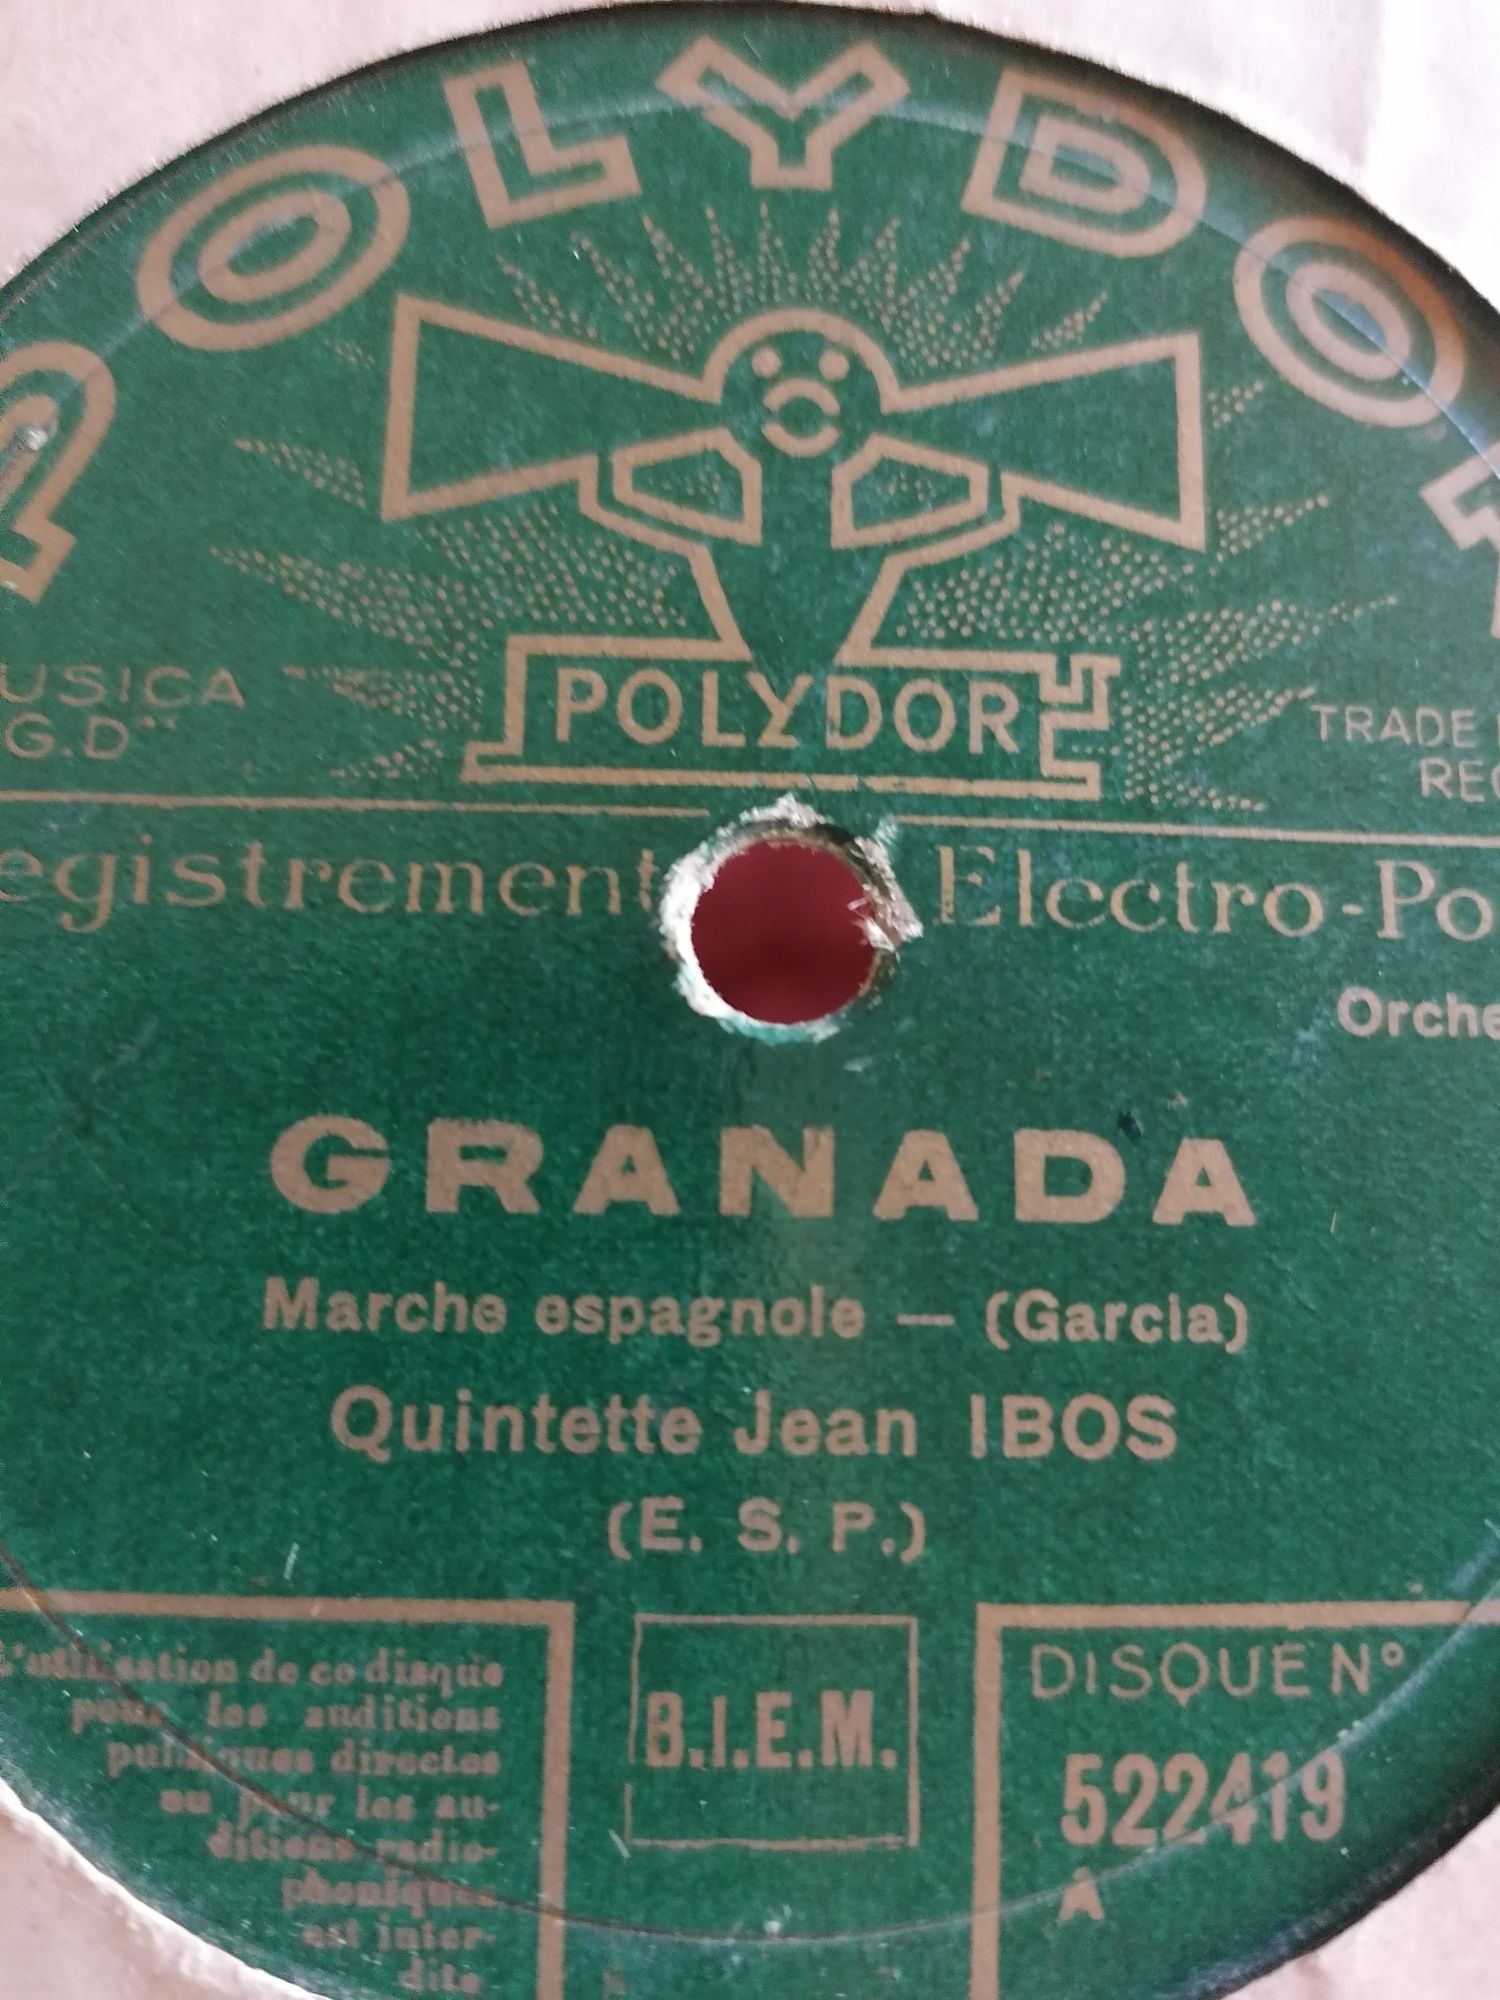 POLYDOR
POLYDOR
USICA
G.D"
TRADE
REG
egistrement Electro-Po
Orche
GRANADA
Marche espagnole — (Garcia)
Quintette Jean IBOS
(E. S. P.)
L'utilisation de ce disque
pour les auditions
publiques directes
ou pour les au-
ditions radio-
phoniques
est inter-
dite
B.I.E.M.
DISQUE N°
522419
A